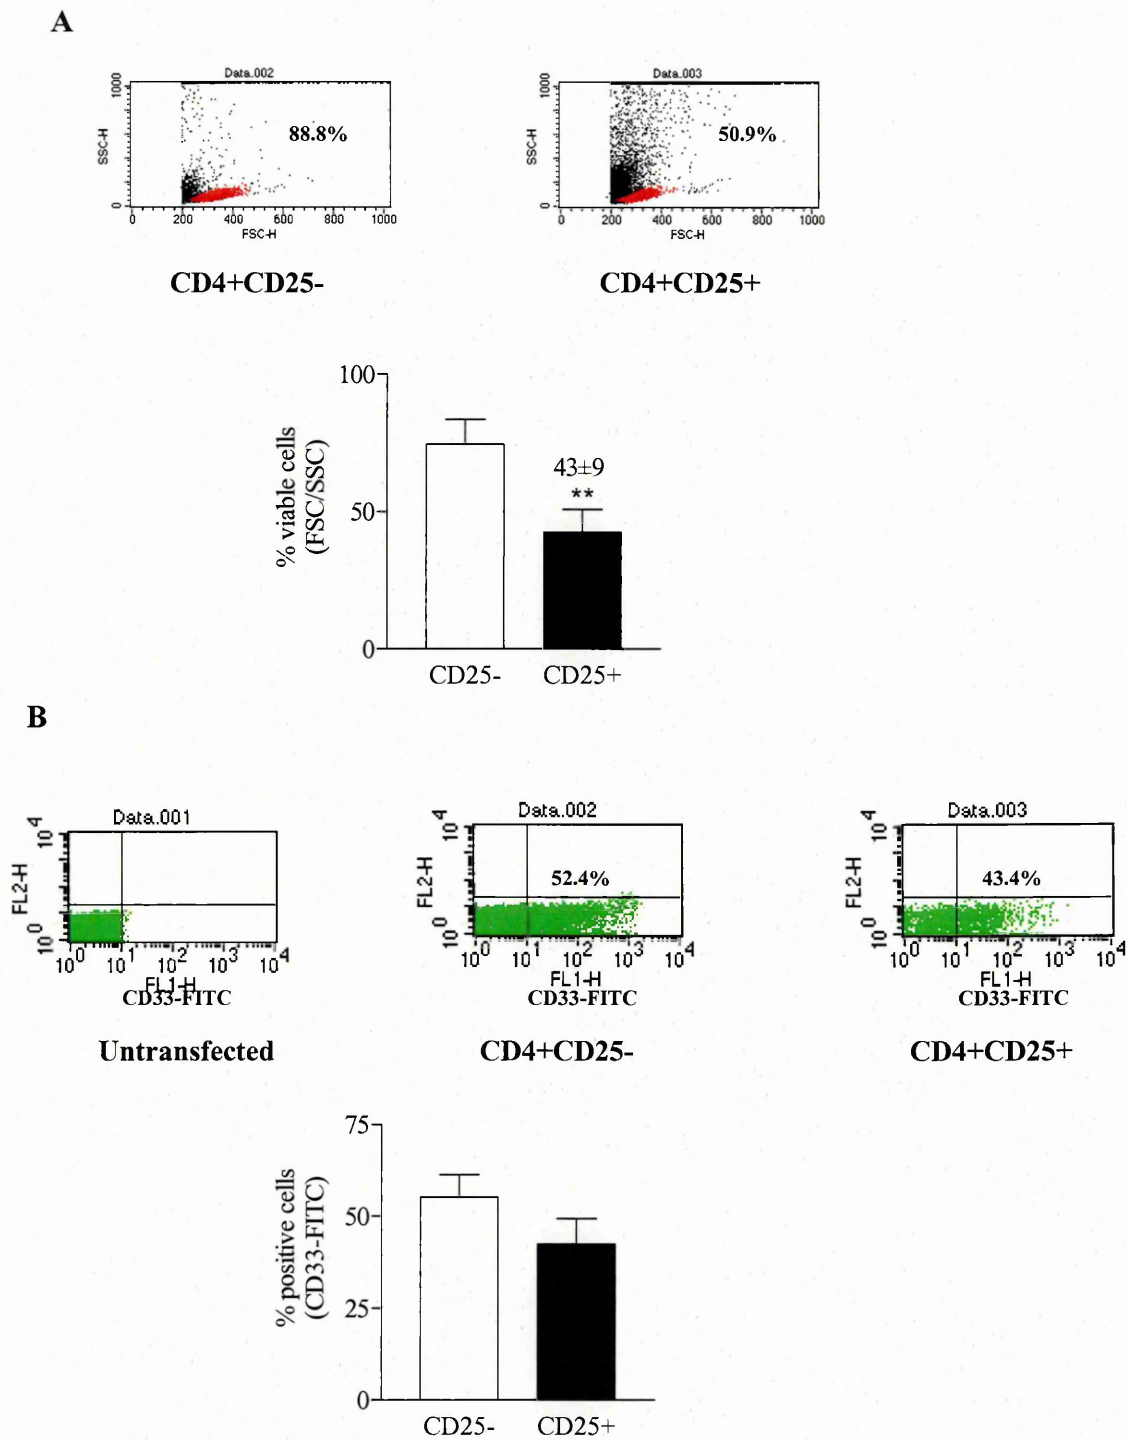 A
Data.002
Data.003
1000
SSC-H
0
88.8%
0 200 400 600 800 1000
FSC-H
1000
SSC-H
0
50.9%
0 200 400 600 800 1000
FSC-H
CD4+CD25-
CD4+CD25+
% viable cells
(FSC/SSC)
100
50
0
43±9
**
CD25-
CD25+
B
Data.001
10^4
FL2-H
10^0
10^0 10^1 10^2 10^3 10^4
FL1-H
CD33-FITC
Untransfected
Data.002
10^4
FL2-H
10^0
52.4%
10^0 10^1 10^2 10^3 10^4
FL1-H
CD33-FITC
CD4+CD25-
Data.003
10^4
FL2-H
10^0
43.4%
10^0 10^1 10^2 10^3 10^4
FL1-H
CD33-FITC
CD4+CD25+
% positive cells
(CD33-FITC)
75
50
25
0
CD25-
CD25+